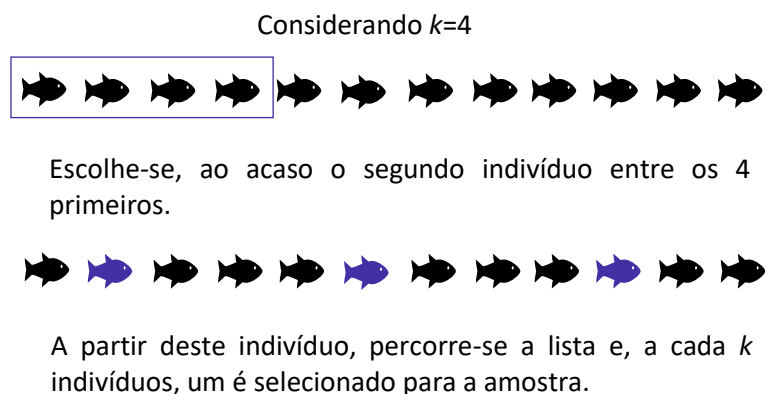 Considerando k=4
Escolhe-se, ao acaso o segundo indivíduo entre os 4
primeiros.
A partir deste indivíduo, percorre-se a lista e, a cada k
indivíduos, um é selecionado para a amostra.